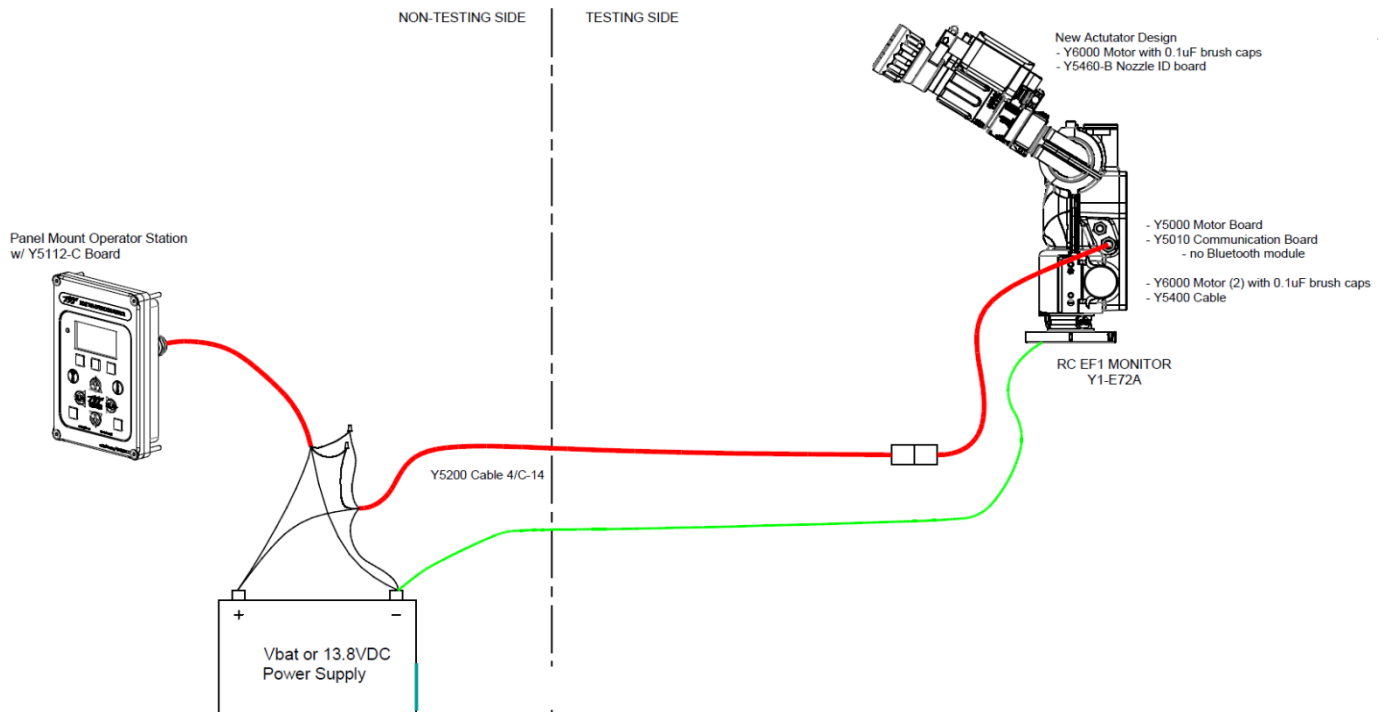 NON-TESTING SIDE
TESTING SIDE
New Actutator Design
- Y6000 Motor with 0.1uF brush caps
- Y5460-B Nozzle ID board
Panel Mount Operator Station
w/ Y5112-C Board
- Y5000 Motor Board
- Y5010 Communication Board
- no Bluetooth module
- Y6000 Motor (2) with 0.1uF brush caps
- Y5400 Cable
RC EF1 MONITOR
Y1-E72A
Y5200 Cable 4/C-14
+
−
Vbat or 13.8VDC
Power Supply